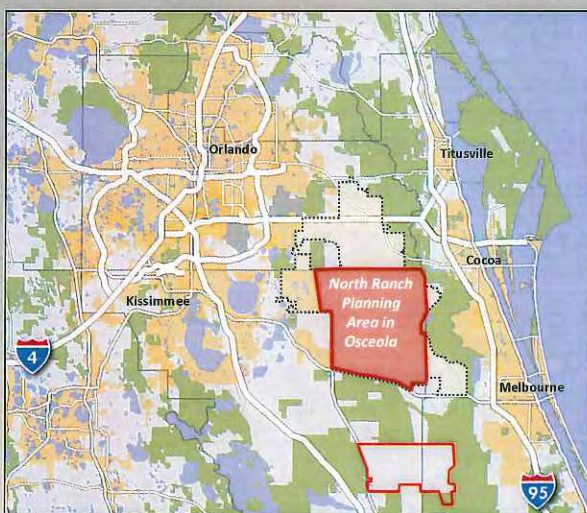 Orlando
Titusville
North Ranch
Planning
Area in
Osceola
Cocoa
Kissimmee
4
Melbourne
95